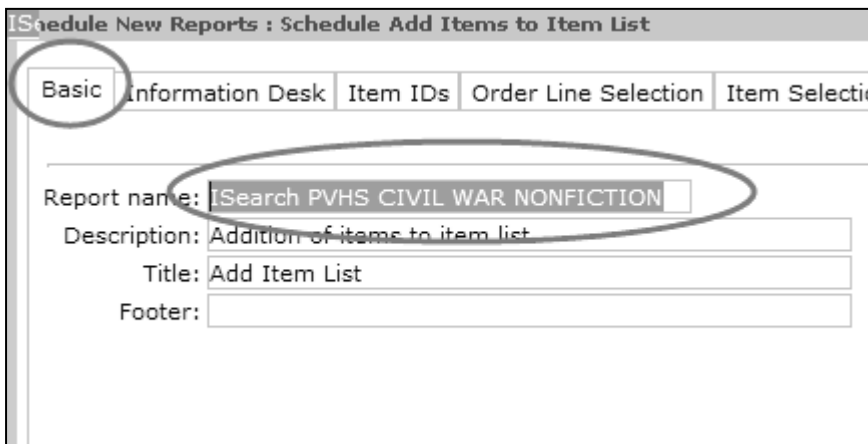 ISchedule New Reports : Schedule Add Items to Item List
Basic Information Desk Item IDs Order Line Selection Item Selectio
Report name: ISearch PVHS CIVIL WAR NONFICTION
Description: Addition of items to item list
Title: Add Item List
Footer: